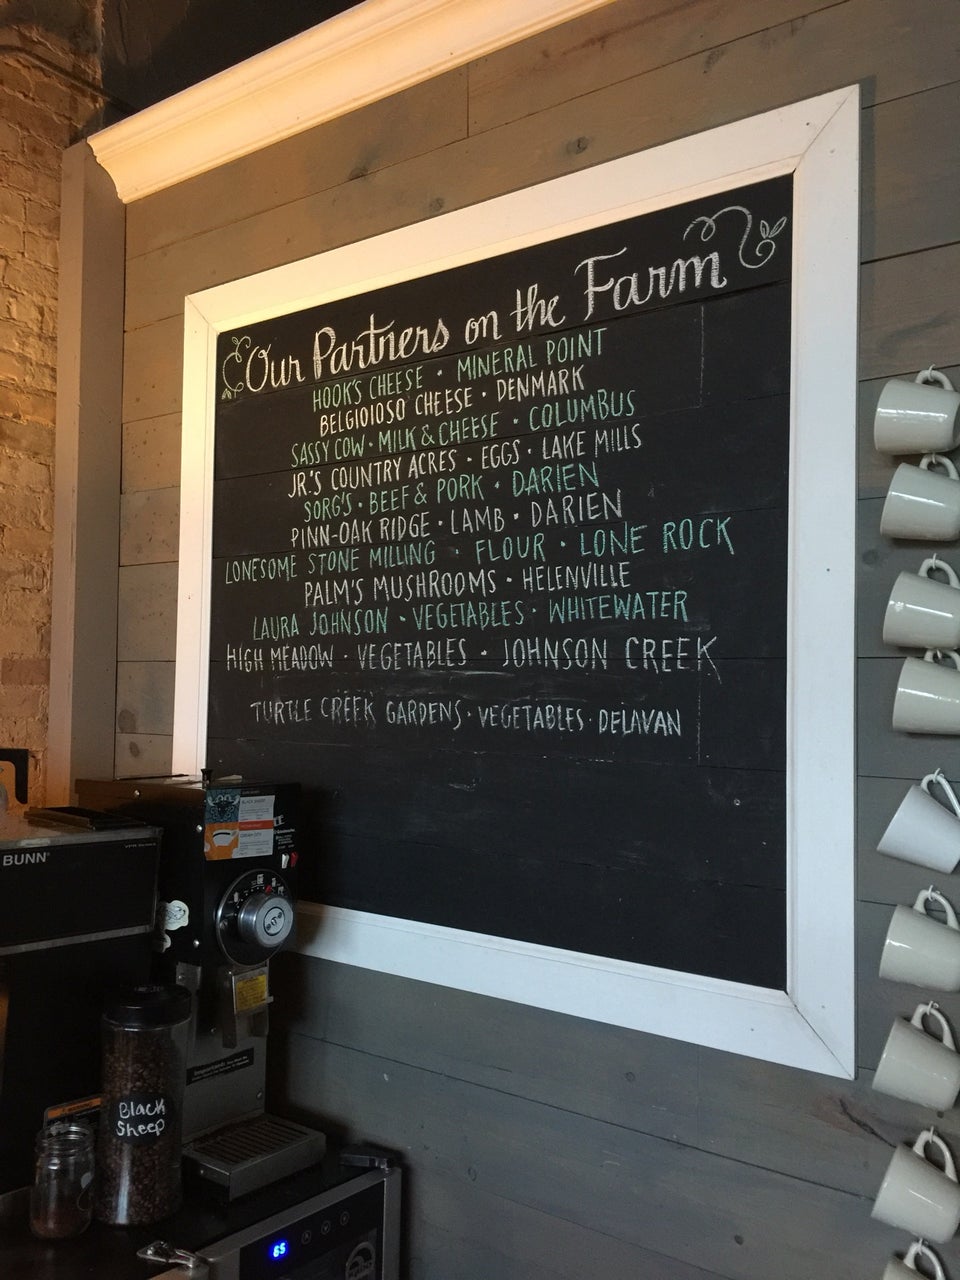 Our Partners on the Farm
HOOK'S CHEESE · MINERAL POINT
BELGIOIOSO CHEESE · DENMARK
SASSY COW · MILK & CHEESE · COLUMBUS
JR.'S COUNTRY ACRES · EGGS · LAKE MILLS
SORG'S · BEEF & PORK · DARIEN
PINN-OAK RIDGE · LAMB · DARIEN
LONESOME STONE MILLING · FLOUR · LONE ROCK
PALM'S MUSHROOMS · HELENVILLE
LAURA JOHNSON · VEGETABLES · WHITEWATER
HIGH MEADOW · VEGETABLES · JOHNSON CREEK
TURTLE CREEK GARDENS · VEGETABLES · DELAVAN
BUNN®
BLACK SHEEP
Black
Sheep
65